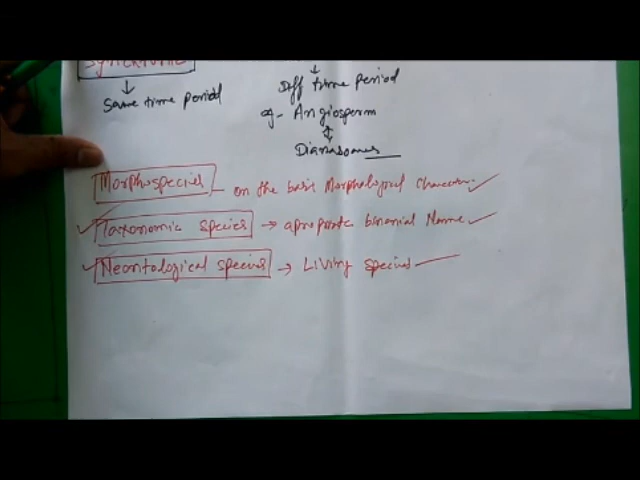 Synchronic
Same time period
Diff time period
eg- Angiosperm
Dianasomes
Morphospecies - on the basis Morphological Character
Taxonomic species → appropriate binomial Name
Neontological species → Living species